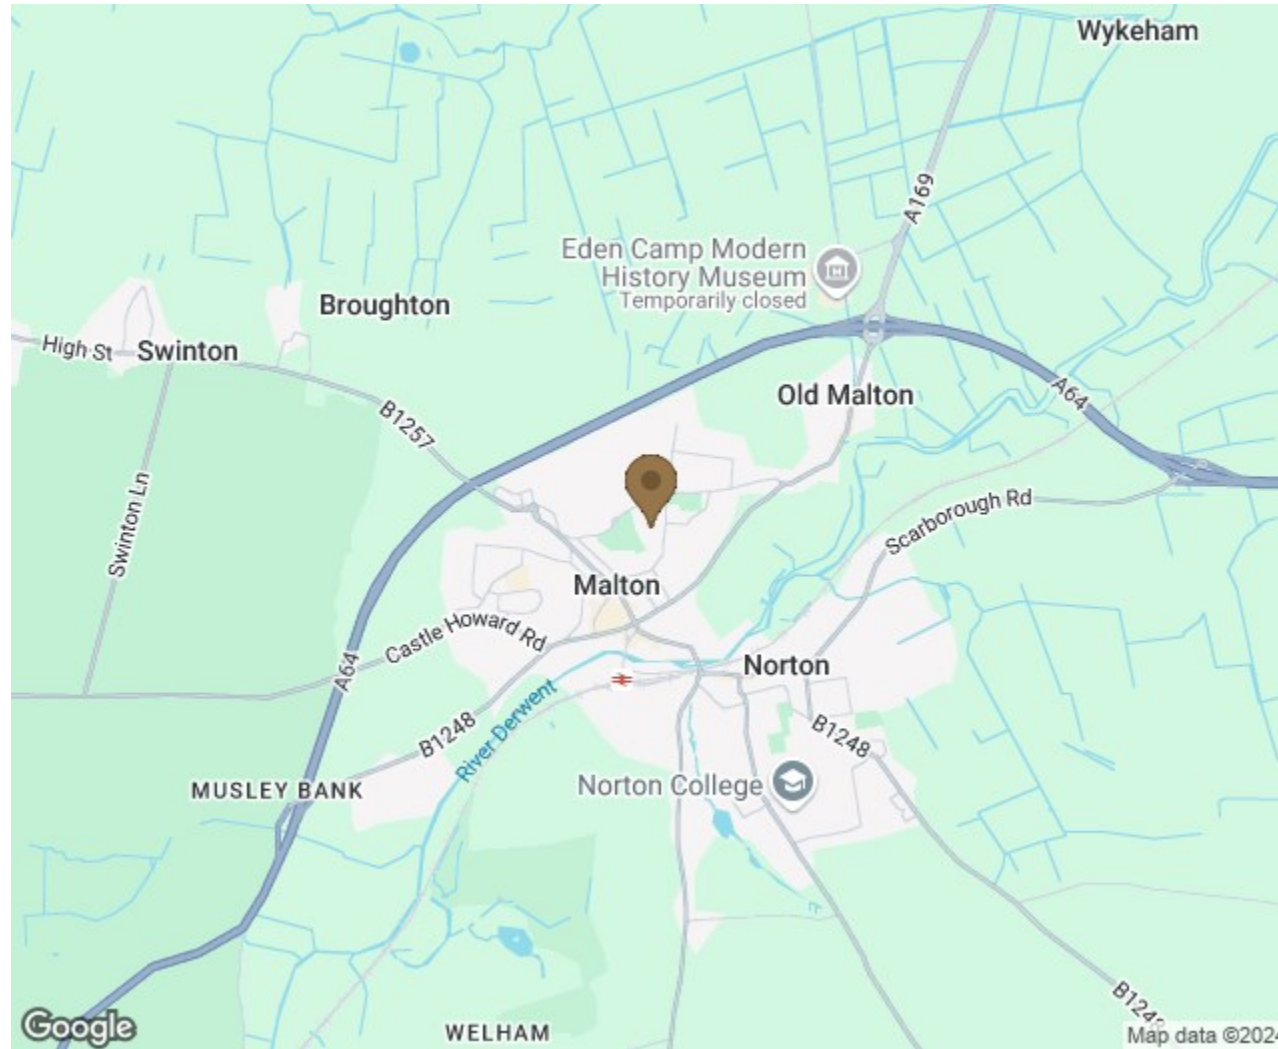 Wykeham
A169
Eden Camp Modern
History Museum
Temporarily closed
Broughton
High St
Swinton
Old Malton
A64
B1257
Swinton Ln
Scarborough Rd
Malton
Castle Howard Rd
A64
Norton
River Derwent
B1248
B1248
MUSLEY BANK
Norton College
B124
WELHAM
Google
Map data ©2024